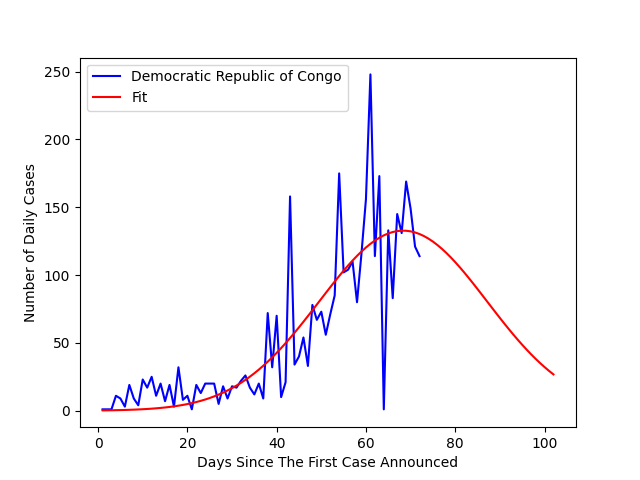 Democratic Republic of Congo
Fit
Number of Daily Cases
250
200
150
100
50
0
0 20 40 60 80 100
Days Since The First Case Announced